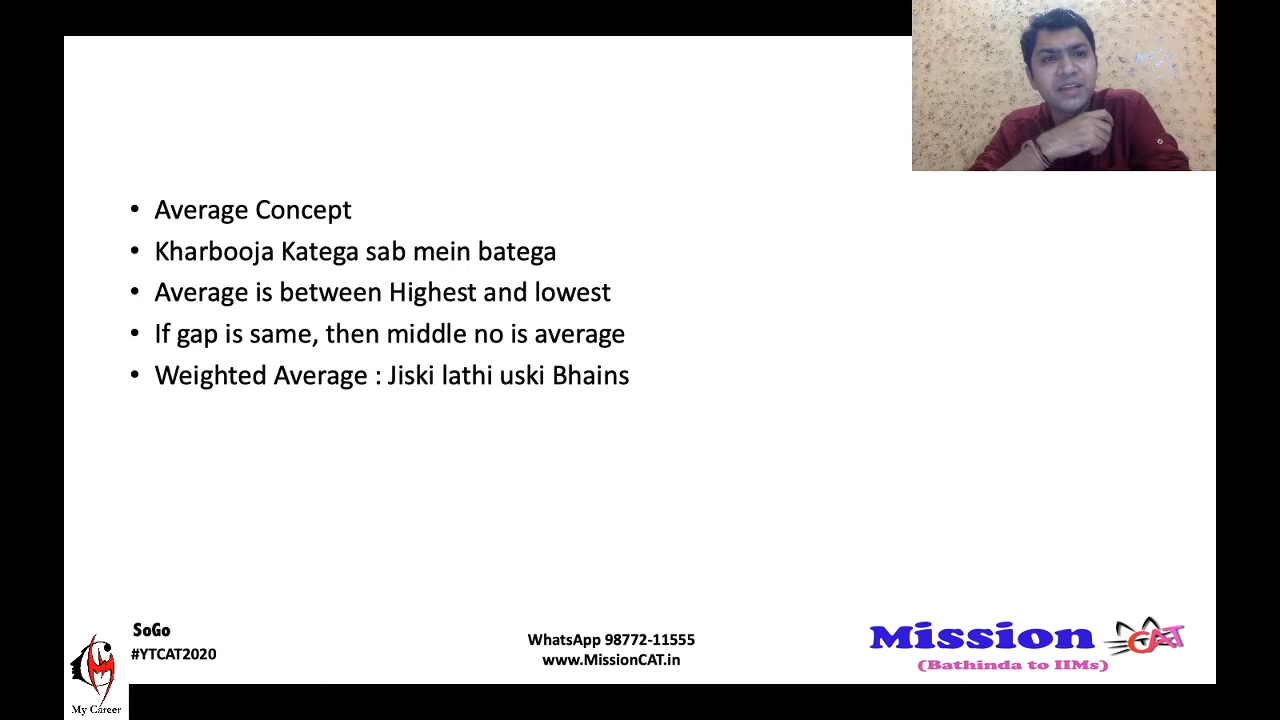 • Average Concept
• Kharbooja Katega sab mein batega
• Average is between Highest and lowest
• If gap is same, then middle no is average
• Weighted Average : Jiski lathi uski Bhains
SoGo
#YTCAT2020
My Career
WhatsApp 98772-11555
www.MissionCAT.in
Mission CAT
(Bathinda to IIMs)